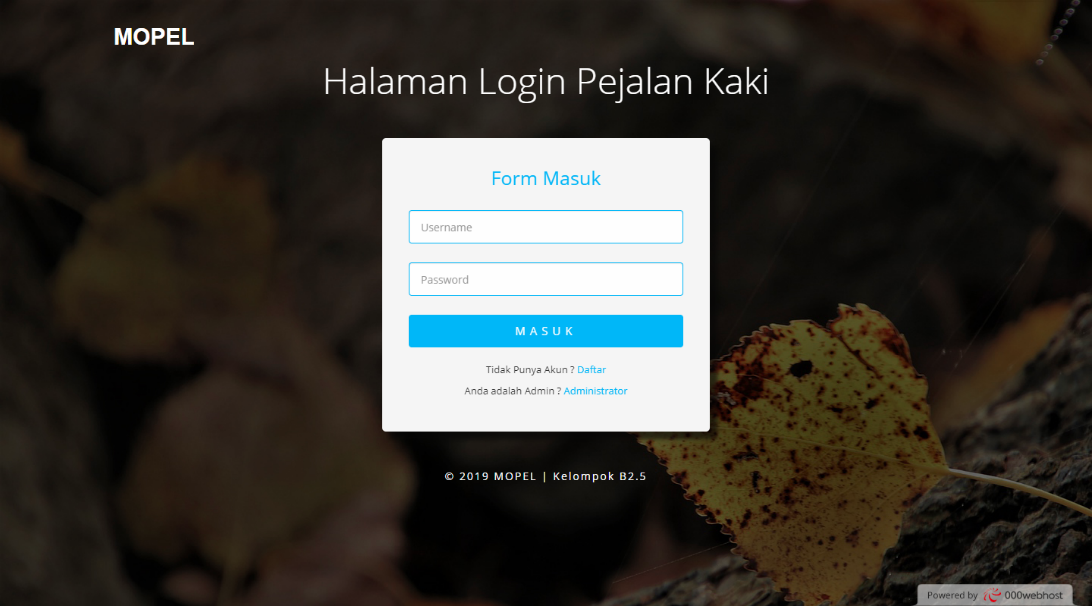 MOPEL
Halaman Login Pejalan Kaki
Form Masuk
Username
Password
MASUK
Tidak Punya Akun ? Daftar
Anda adalah Admin ? Administrator
© 2019 MOPEL | Kelompok B2.5
Powered by 000webhost